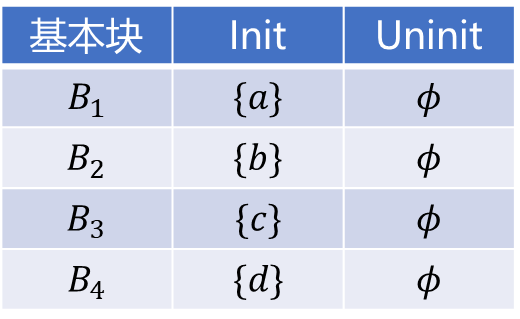 基本块 Init Uninit
B₁ {a} ϕ
B₂ {b} ϕ
B₃ {c} ϕ
B₄ {d} ϕ